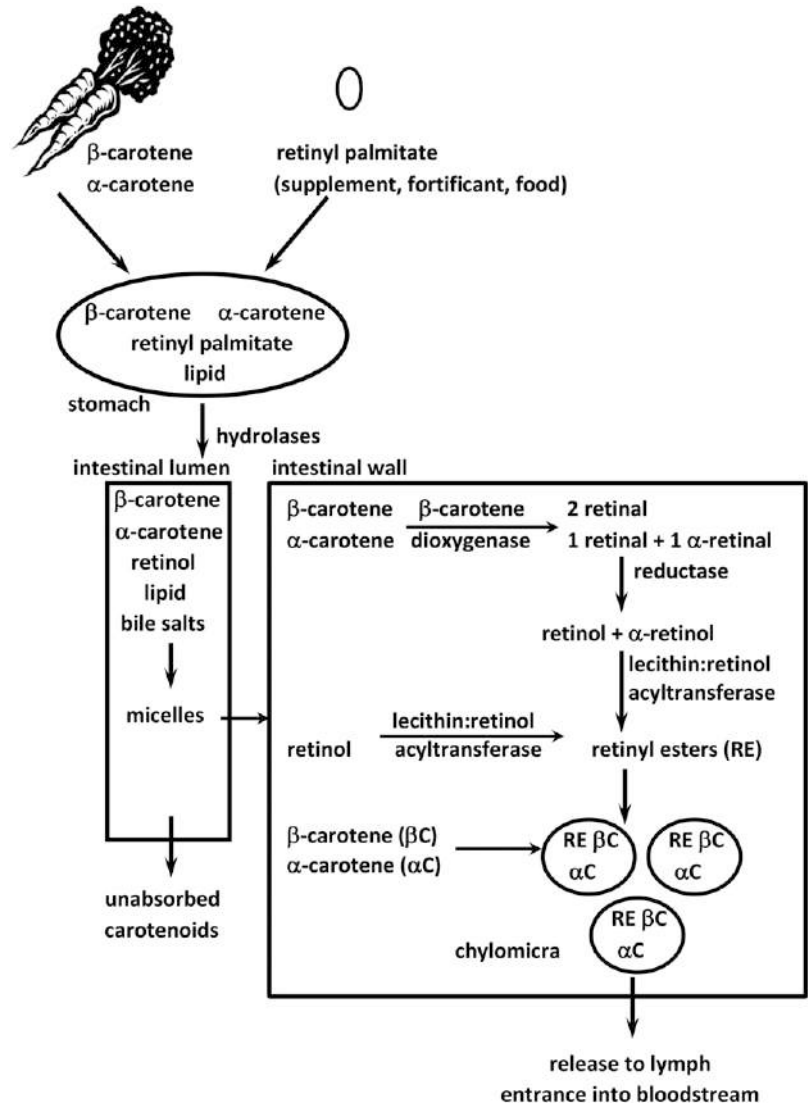 β-carotene
α-carotene
retinyl palmitate
(supplement, fortificant, food)
β-carotene α-carotene
retinyl palmitate
lipid
stomach
hydrolases
intestinal lumen
β-carotene
α-carotene
retinol
lipid
bile salts
micelles
unabsorbed
carotenoids
intestinal wall
β-carotene
α-carotene
β-carotene
dioxygenase
2 retinal
1 retinal + 1 α-retinal
reductase
retinol + α-retinol
lecithin:retinol
acyltransferase
retinol
lecithin:retinol
acyltransferase
retinyl esters (RE)
β-carotene (βC)
α-carotene (αC)
RE βC
αC
RE βC
αC
RE βC
αC
chylomicra
release to lymph
entrance into bloodstream